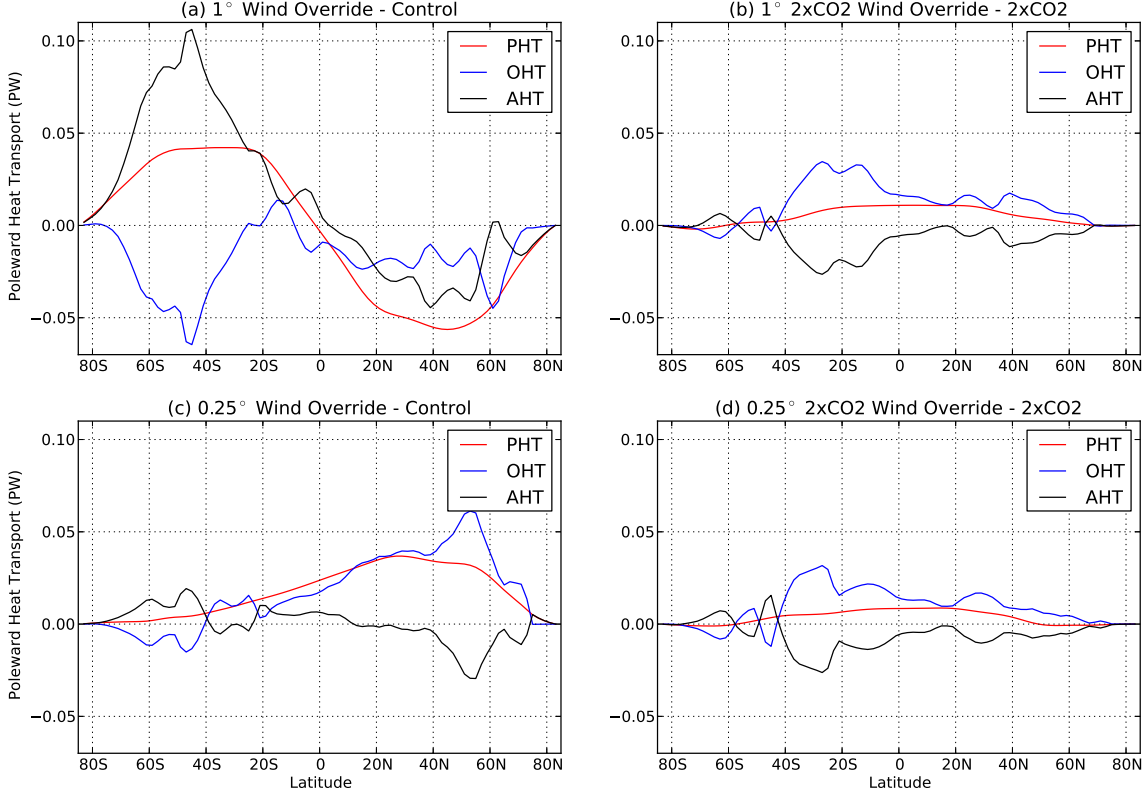 (a) 1° Wind Override - Control
Poleward Heat Transport (PW)
0.10
0.05
0.00
−0.05
PHT
OHT
AHT
80S 60S 40S 20S 0 20N 40N 60N 80N
(b) 1° 2xCO2 Wind Override - 2xCO2
0.10
0.05
0.00
−0.05
PHT
OHT
AHT
80S 60S 40S 20S 0 20N 40N 60N 80N
(c) 0.25° Wind Override - Control
Poleward Heat Transport (PW)
0.10
0.05
0.00
−0.05
PHT
OHT
AHT
80S 60S 40S 20S 0 20N 40N 60N 80N
Latitude
(d) 0.25° 2xCO2 Wind Override - 2xCO2
0.10
0.05
0.00
−0.05
PHT
OHT
AHT
80S 60S 40S 20S 0 20N 40N 60N 80N
Latitude